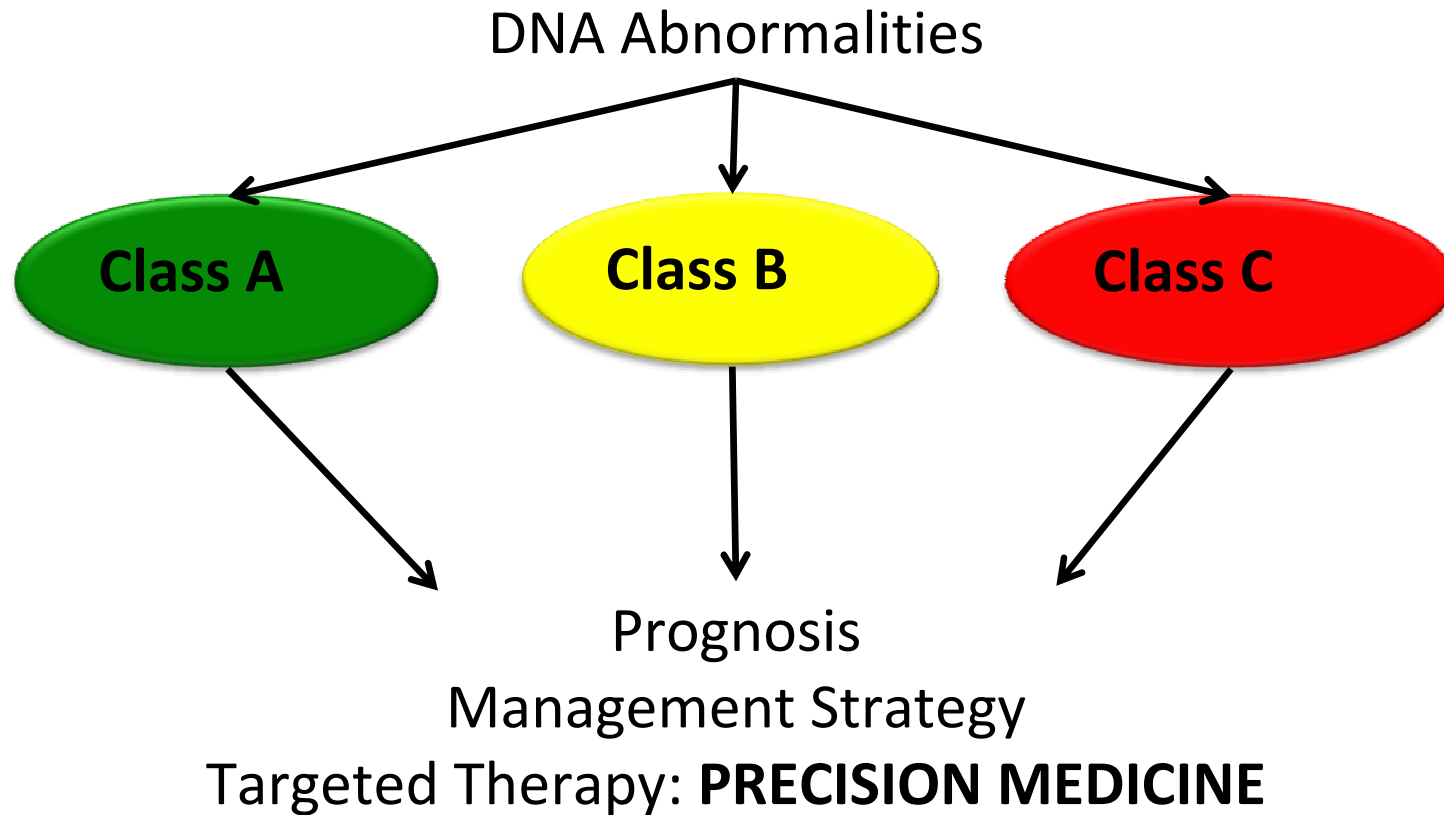 DNA Abnormalities
Class A
Class B
Class C
Prognosis
Management Strategy
Targeted Therapy: PRECISION MEDICINE